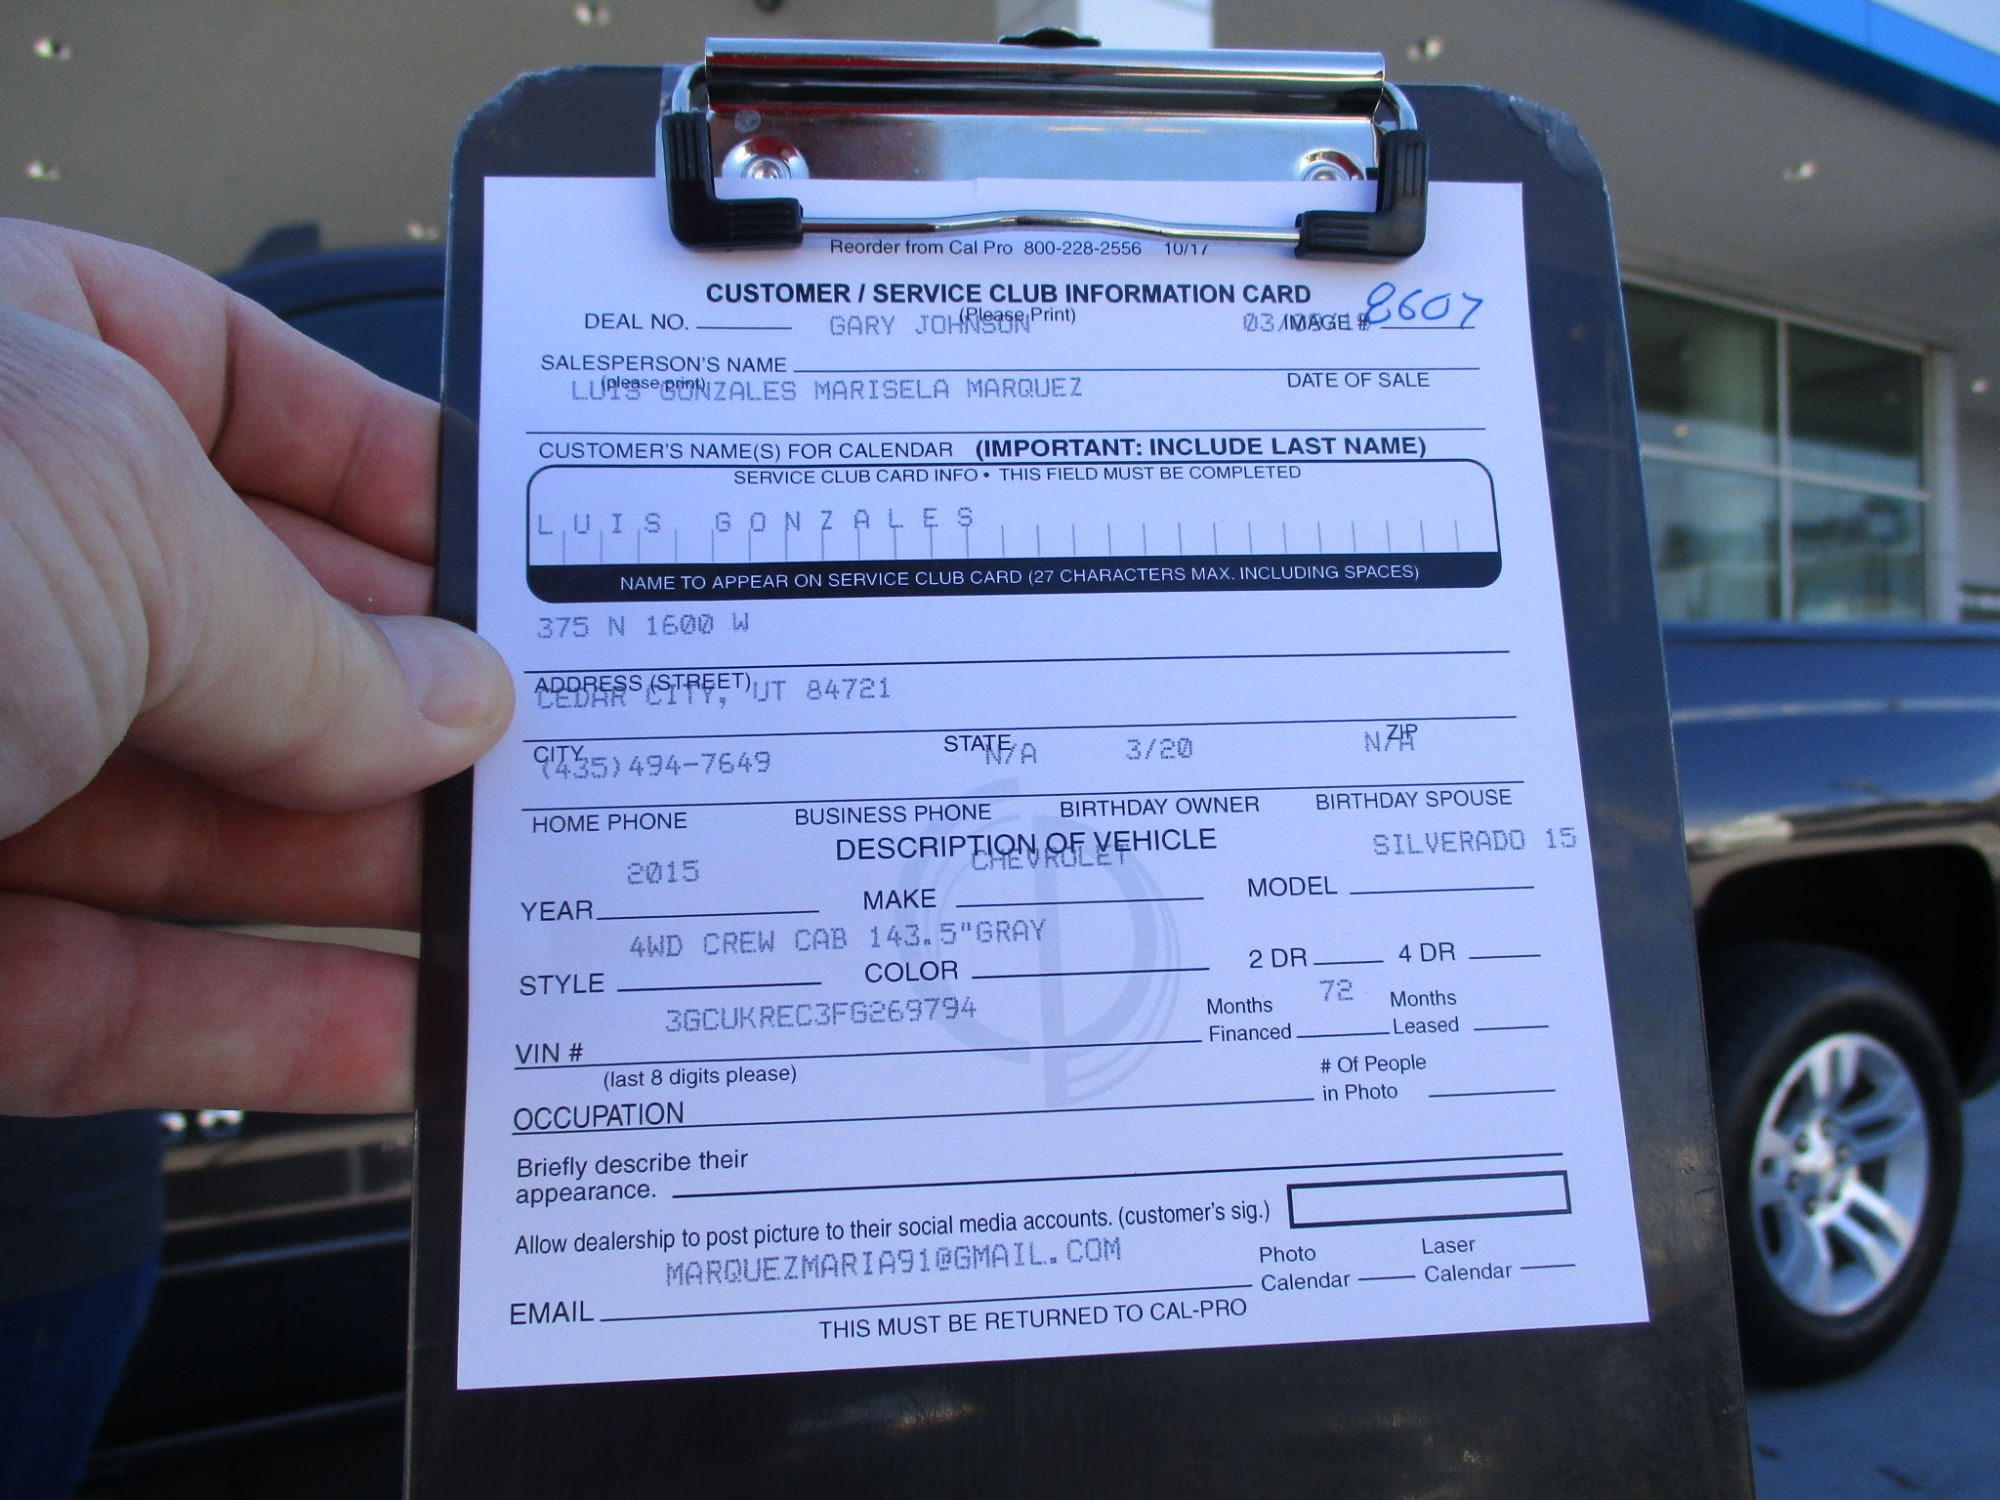 Reorder from Cal Pro 800-228-2556 10/17
CUSTOMER / SERVICE CLUB INFORMATION CARD
(Please Print)
DEAL NO. GARY JOHNSON IMAGE # 8607
SALESPERSON'S NAME
(please print) DATE OF SALE
LUIS GONZALES MARISELA MARQUEZ
CUSTOMER'S NAME(S) FOR CALENDAR (IMPORTANT: INCLUDE LAST NAME)
SERVICE CLUB CARD INFO • THIS FIELD MUST BE COMPLETED
LUIS GONZALES
NAME TO APPEAR ON SERVICE CLUB CARD (27 CHARACTERS MAX. INCLUDING SPACES)
375 N 1600 W
ADDRESS (STREET)
CEDAR CITY, UT 84721
CITY STATE ZIP
(435)494-7649 N/A 3/20 N/A
HOME PHONE BUSINESS PHONE BIRTHDAY OWNER BIRTHDAY SPOUSE
DESCRIPTION OF VEHICLE
2015 CHEVROLET SILVERADO 15
YEAR MAKE MODEL
4WD CREW CAB 143.5"GRAY
STYLE COLOR 2 DR 4 DR
3GCUKREC3FG269794 72
VIN # Months Financed Months Leased
(last 8 digits please)
OCCUPATION # Of People in Photo
Briefly describe their
appearance.
Allow dealership to post picture to their social media accounts. (customer's sig.)
MARQUEZMARIA91@GMAIL.COM
EMAIL Photo Calendar Laser Calendar
THIS MUST BE RETURNED TO CAL-PRO